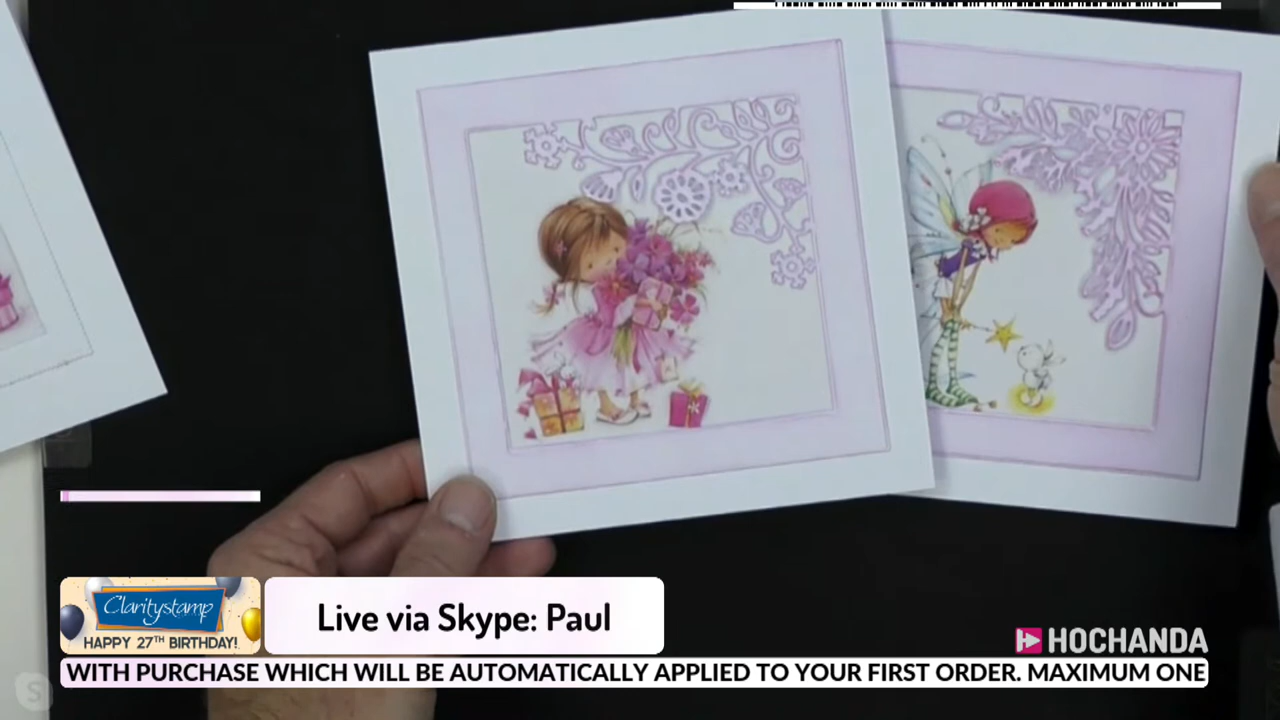 Claritystamp
HAPPY 27TH BIRTHDAY!
Live via Skype: Paul
HOCHANDA
WITH PURCHASE WHICH WILL BE AUTOMATICALLY APPLIED TO YOUR FIRST ORDER. MAXIMUM ONE